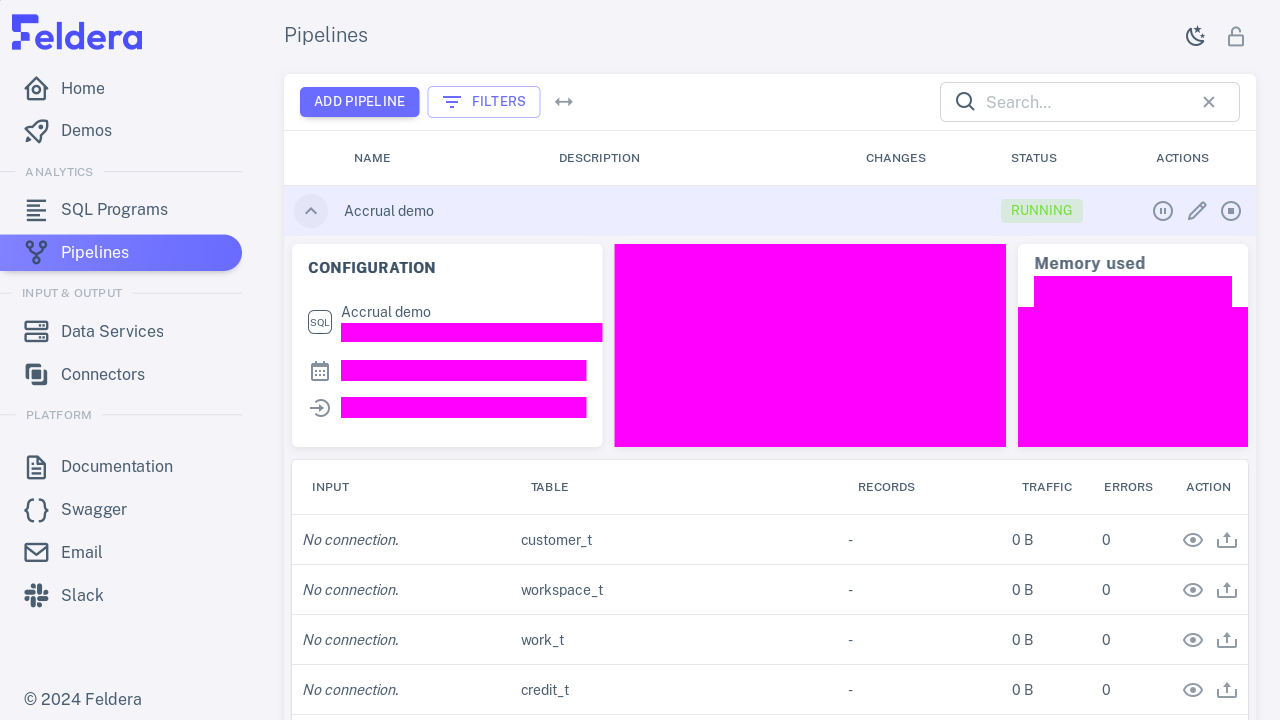 Feldera
Home
Demos
ANALYTICS
SQL Programs
Pipelines
INPUT & OUTPUT
Data Services
Connectors
PLATFORM
Documentation
Swagger
Email
Slack
© 2024 Feldera
Pipelines
ADD PIPELINE FILTERS Search...
NAME DESCRIPTION CHANGES STATUS ACTIONS
Accrual demo RUNNING
CONFIGURATION
SQL Accrual demo
Memory used
INPUT TABLE RECORDS TRAFFIC ERRORS ACTION
No connection. customer_t - 0 B 0
No connection. workspace_t - 0 B 0
No connection. work_t - 0 B 0
No connection. credit_t - 0 B 0